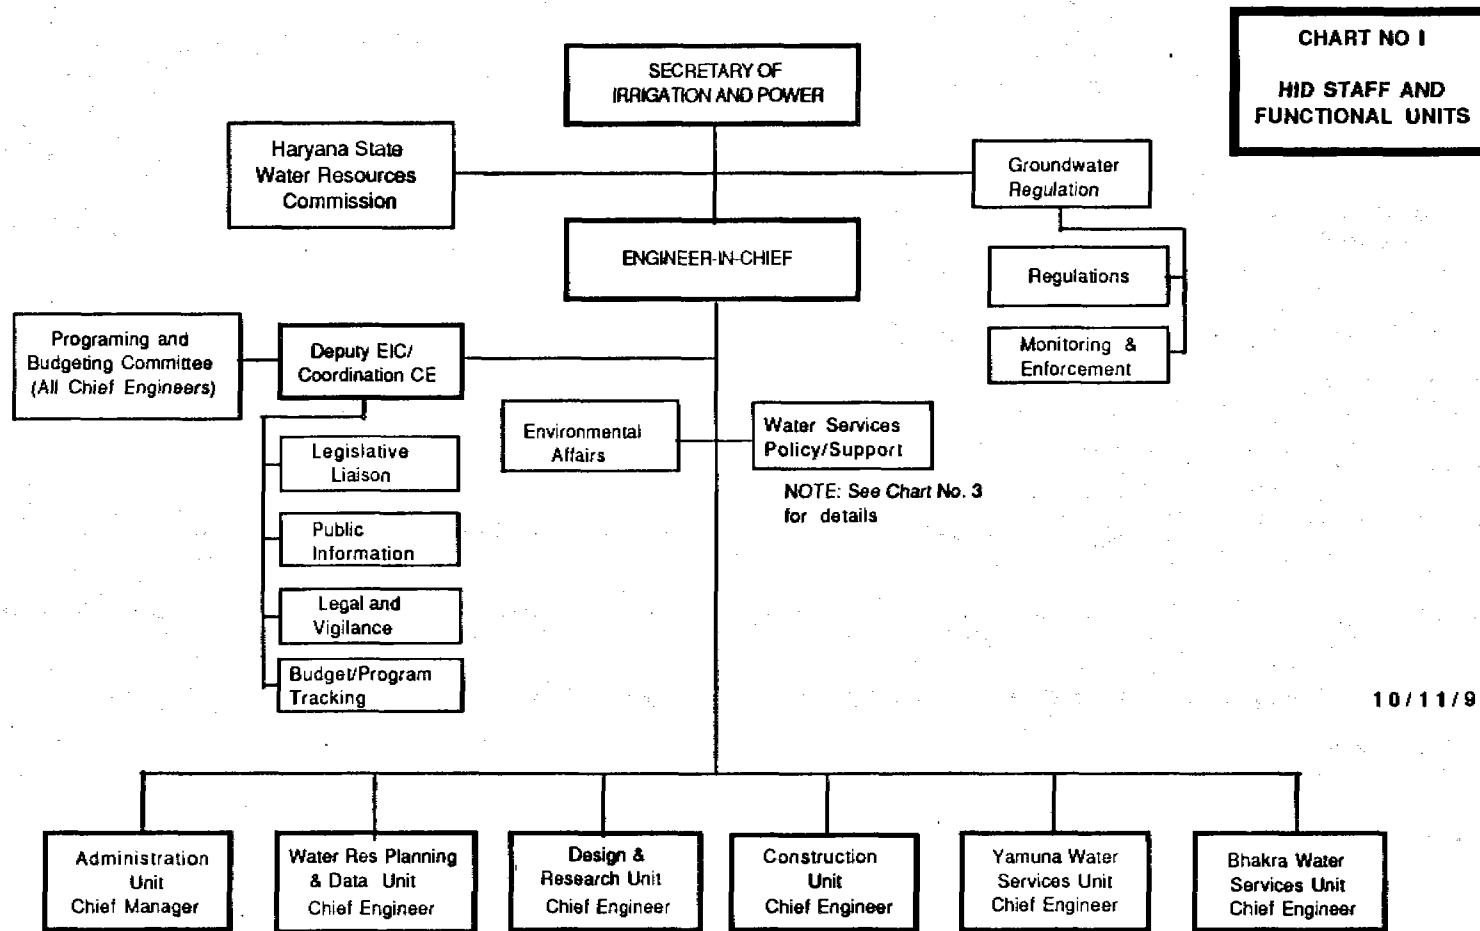 CHART NO I
HID STAFF AND
FUNCTIONAL UNITS
SECRETARY OF
IRRIGATION AND POWER
Haryana State
Water Resources
Commission
Groundwater
Regulation
ENGINEER-IN-CHIEF
Regulations
Monitoring &
Enforcement
Programing and
Budgeting Committee
(All Chief Engineers)
Deputy EIC/
Coordination CE
Environmental
Affairs
Water Services
Policy/Support
NOTE: See Chart No. 3
for details
Legislative
Liaison
Public
Information
Legal and
Vigilance
Budget/Program
Tracking
10/11/9
Administration
Unit
Chief Manager
Water Res Planning
& Data Unit
Chief Engineer
Design &
Research Unit
Chief Engineer
Construction
Unit
Chief Engineer
Yamuna Water
Services Unit
Chief Engineer
Bhakra Water
Services Unit
Chief Engineer